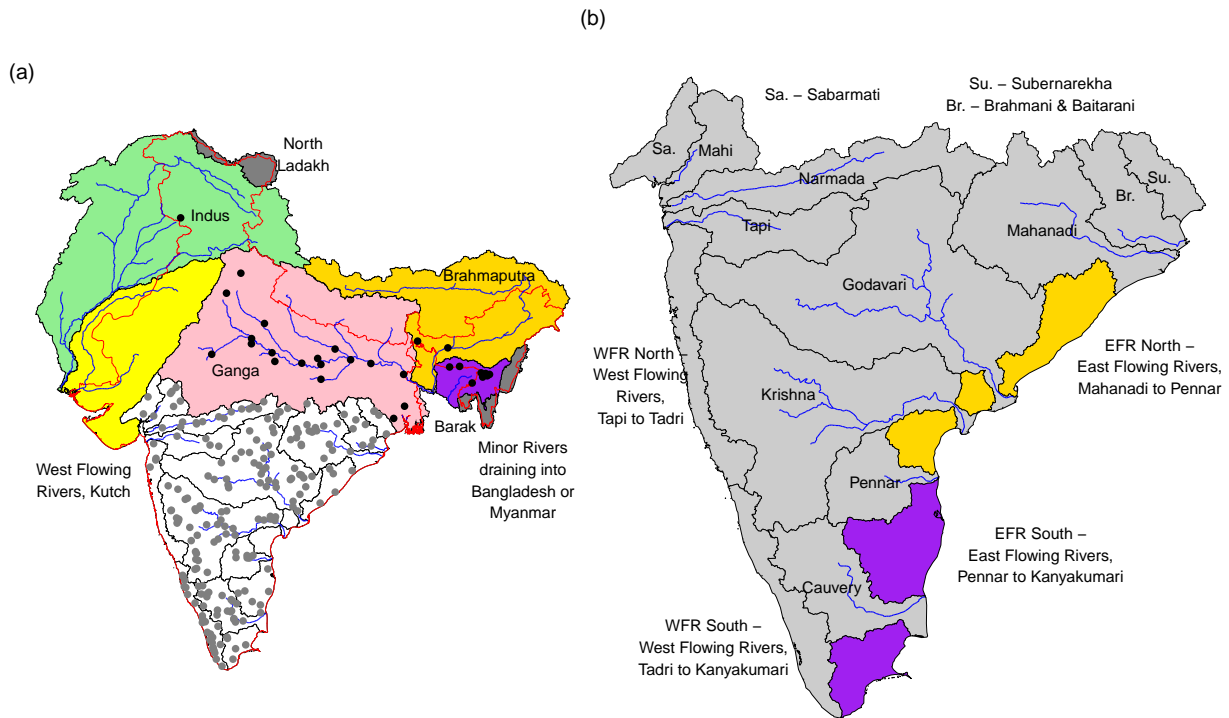 (a)
North
Ladakh
Indus
Brahmaputra
Ganga
Barak
West Flowing
Rivers, Kutch
Minor Rivers
draining into
Bangladesh or
Myanmar
(b)
Sa. − Sabarmati
Su. − Subernarekha
Br. − Brahmani & Baitarani
Sa.
Mahi
Narmada
Tapi
Su.
Br.
Mahanadi
Godavari
WFR North −
West Flowing
Rivers,
Tapi to Tadri
Krishna
EFR North −
East Flowing Rivers,
Mahanadi to Pennar
Pennar
EFR South −
East Flowing Rivers,
Pennar to Kanyakumari
Cauvery
WFR South −
West Flowing Rivers,
Tadri to Kanyakumari